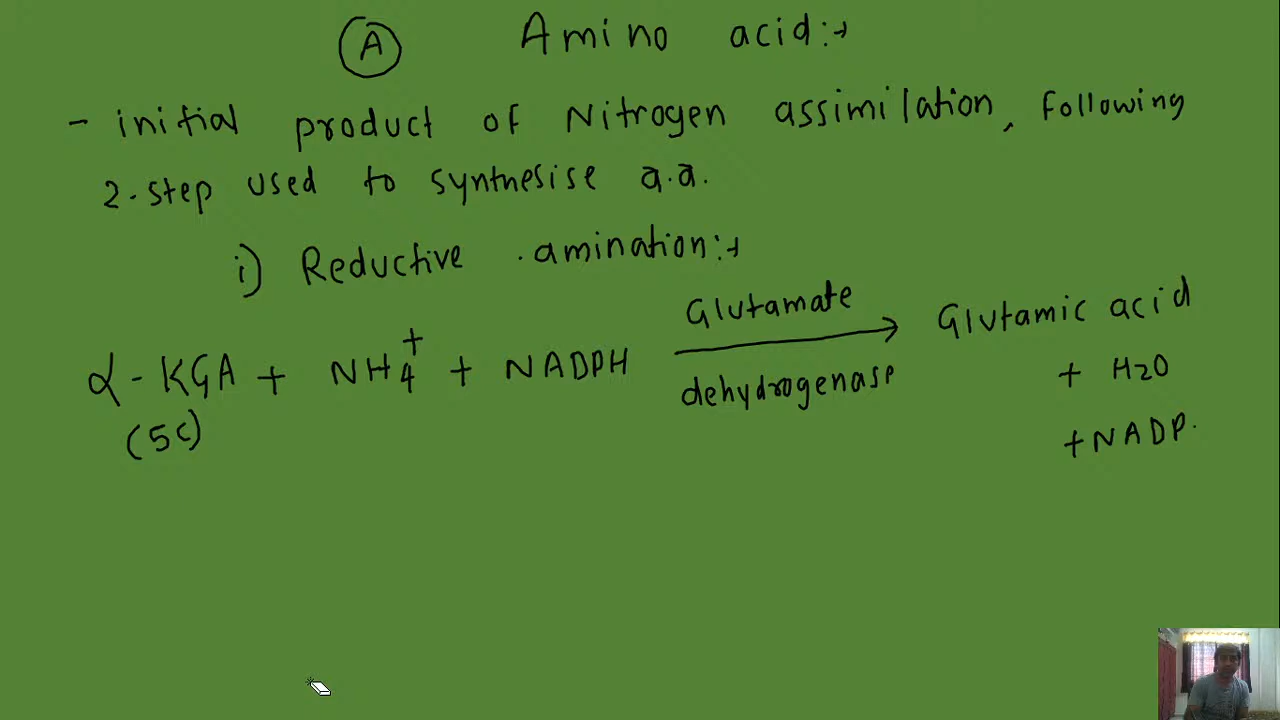 A Amino acid:→
- initial product of Nitrogen assimilation, following
2-step used to synthesise a.a.
i) Reductive amination:→
α-KGA + NH4+ + NADPH Glutamate dehydrogenase → Glutamic acid
(5C)
+ H2O
+ NADP.